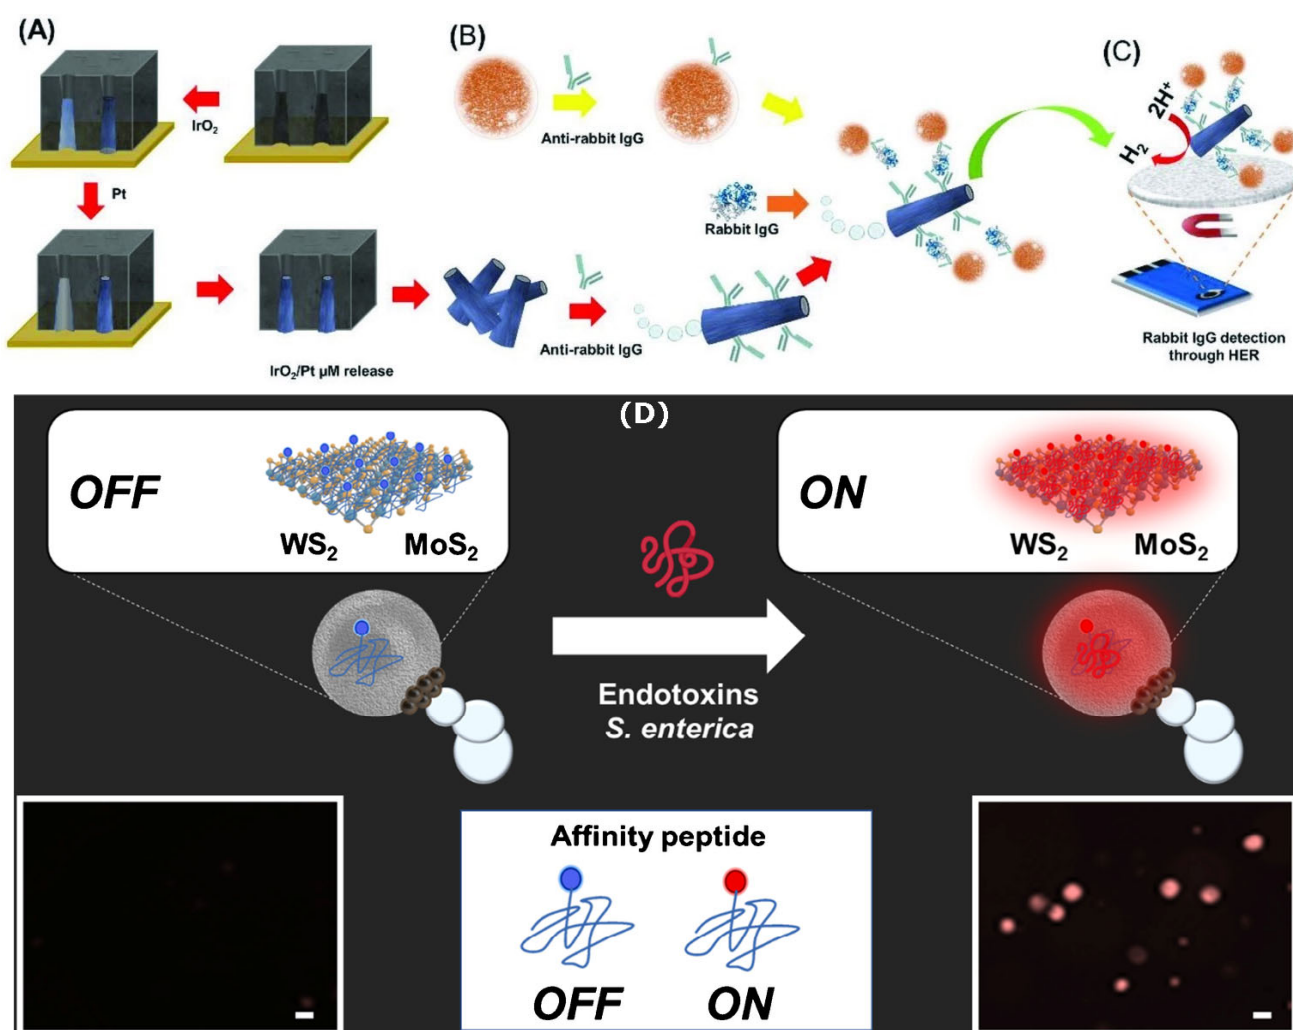 (A)
IrO₂
Pt
IrO₂/Pt µM release
(B)
Anti-rabbit IgG
Rabbit IgG
Anti-rabbit IgG
(C)
2H⁺
H₂
Rabbit IgG detection
through HER
(D)
OFF
WS₂ MoS₂
ON
WS₂ MoS₂
Endotoxins
S. enterica
Affinity peptide
OFF ON